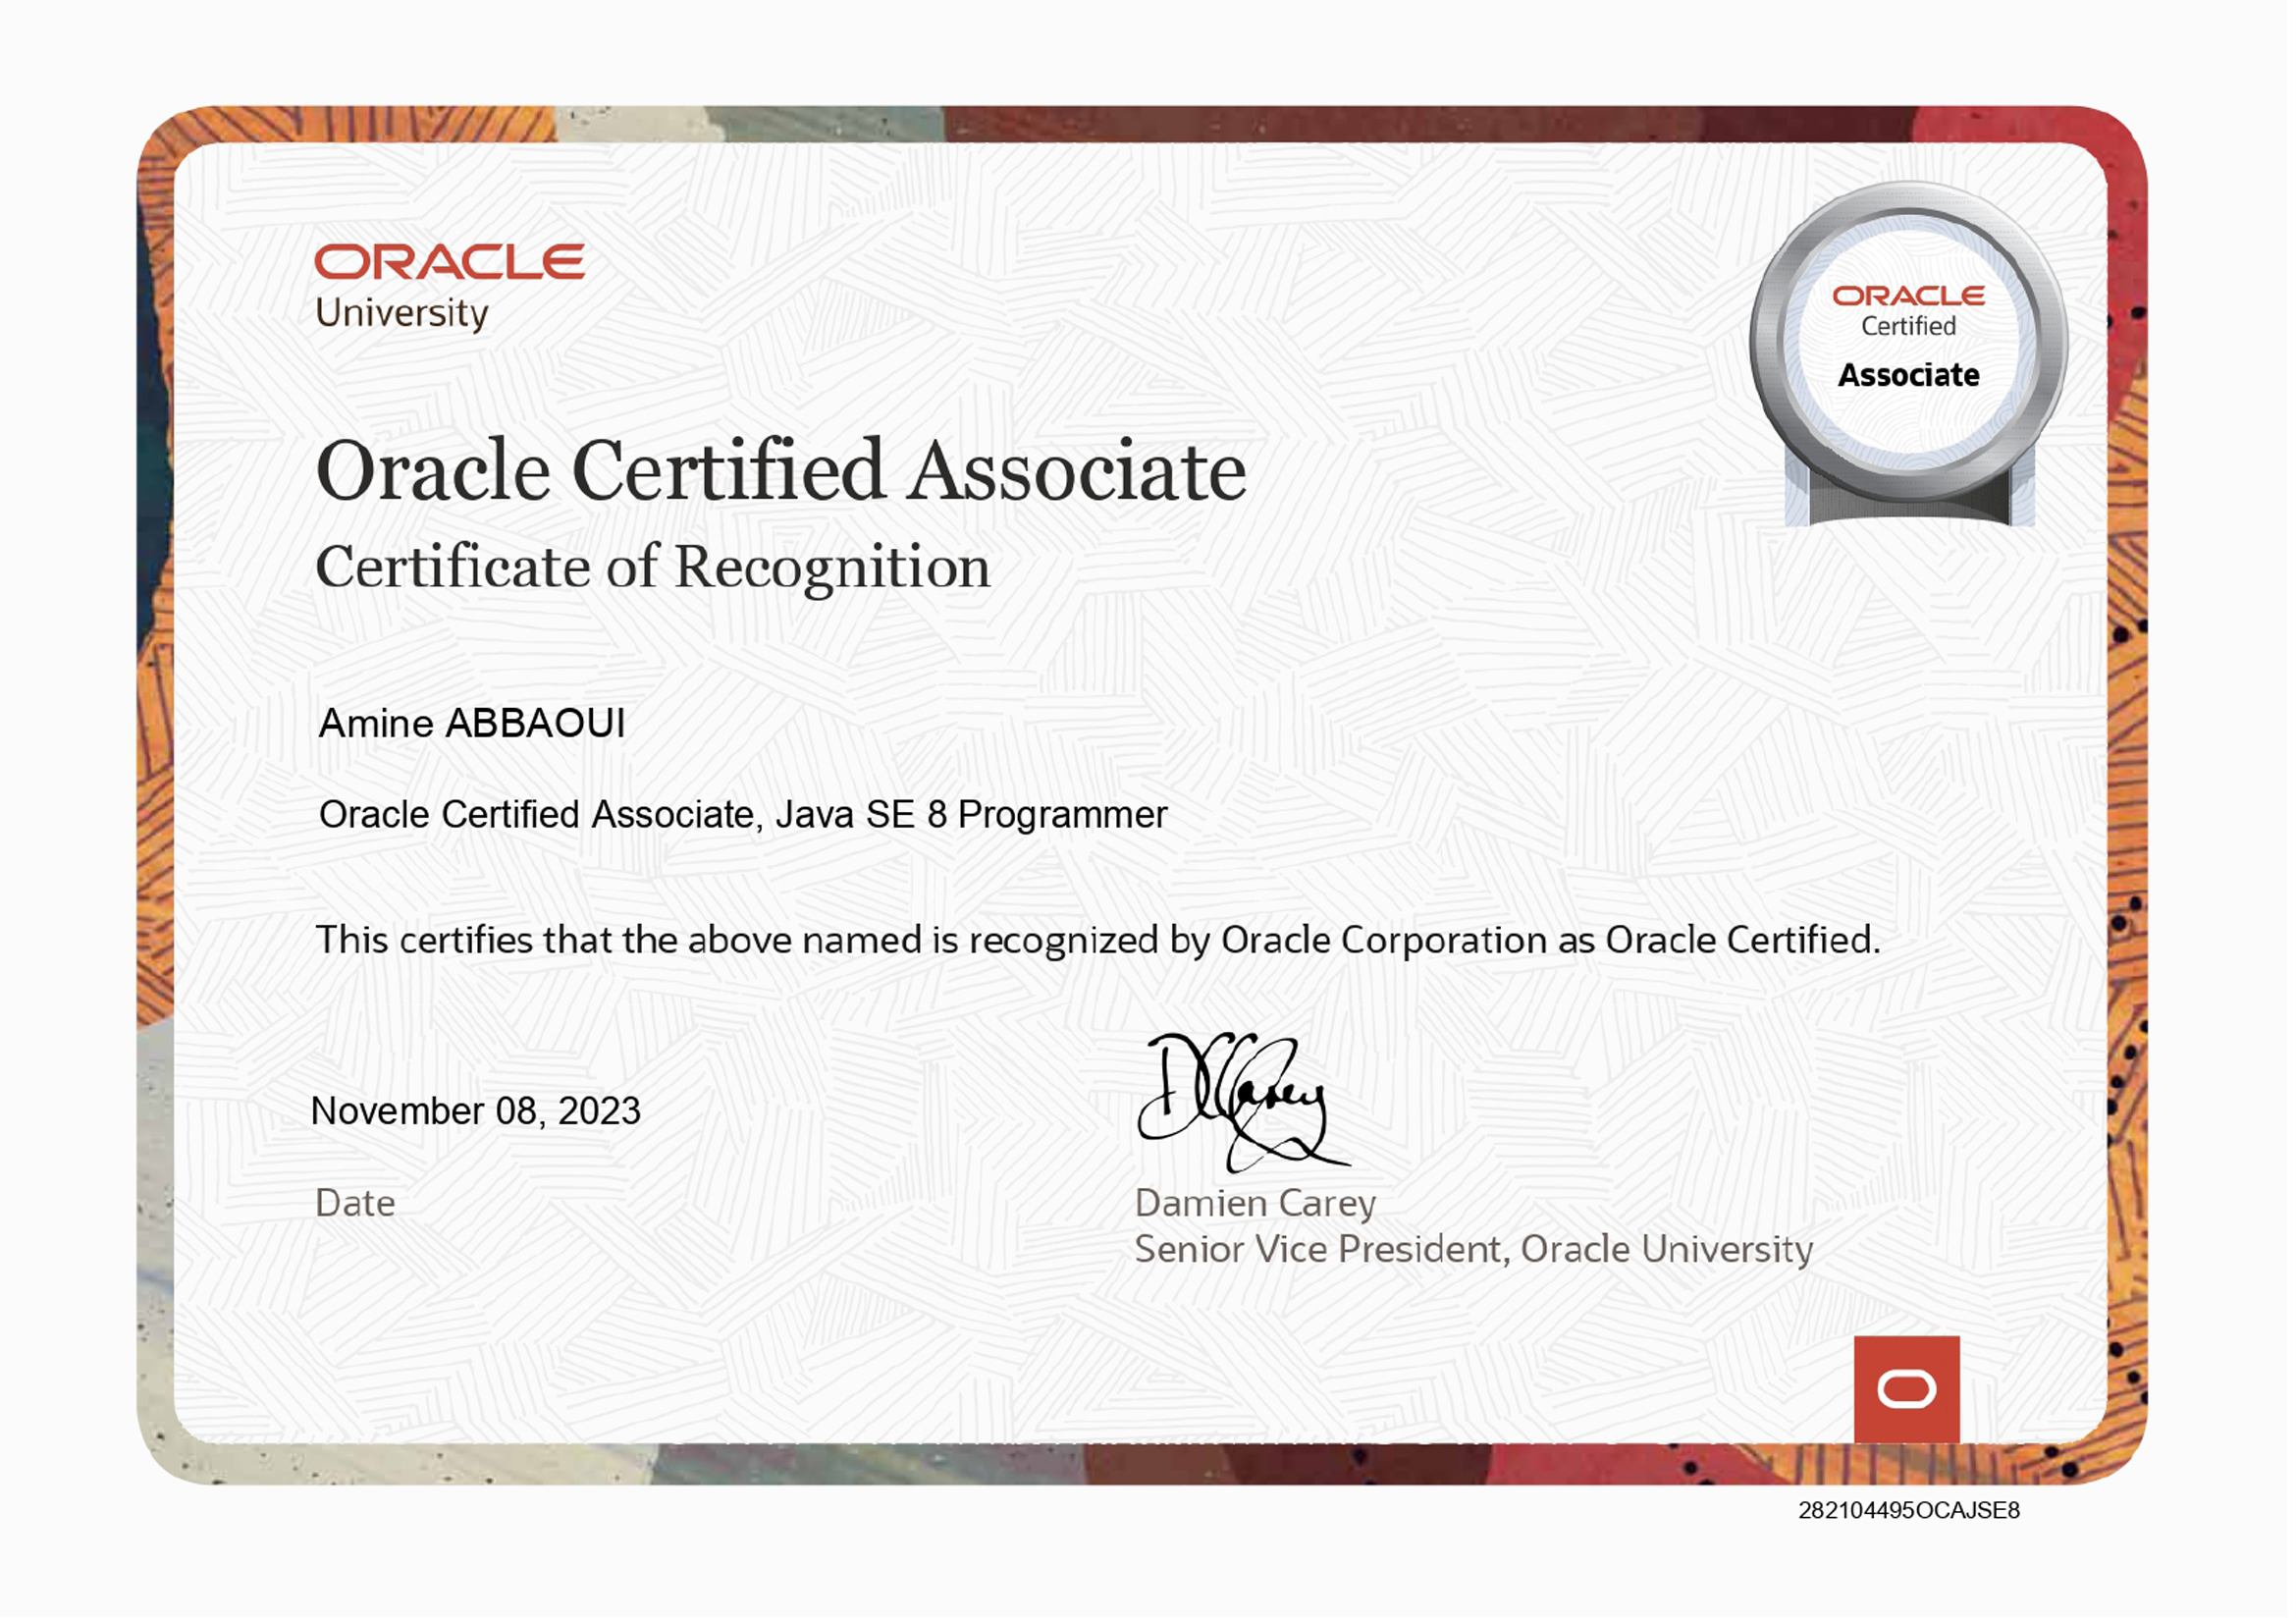 ORACLE
University
ORACLE
Certified
Associate
Oracle Certified Associate
Certificate of Recognition
Amine ABBAOUI
Oracle Certified Associate, Java SE 8 Programmer
This certifies that the above named is recognized by Oracle Corporation as Oracle Certified.
November 08, 2023
DCarey
Date
Damien Carey
Senior Vice President, Oracle University
282104495OCAJSE8